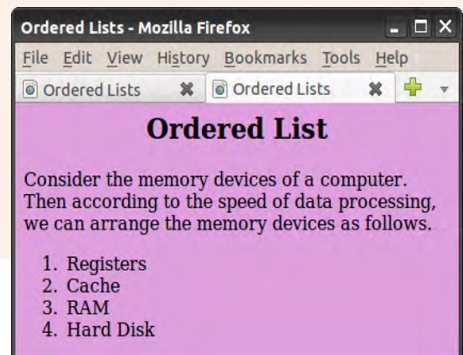 Ordered Lists - Mozilla Firefox
File Edit View History Bookmarks Tools Help
Ordered Lists Ordered Lists
Ordered List
Consider the memory devices of a computer.
Then according to the speed of data processing,
we can arrange the memory devices as follows.
1. Registers
2. Cache
3. RAM
4. Hard Disk